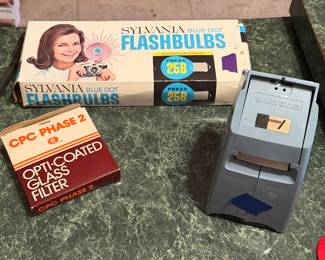 SYLVANIA BLUE DOT
FLASHBULBS
PRESS
25B
SYLVANIA BLUE DOT
FLASHBULBS
PRESS
25B
CPC PHASE 2
OPTI-COATED
GLASS
FILTER
CPC PHASE 2